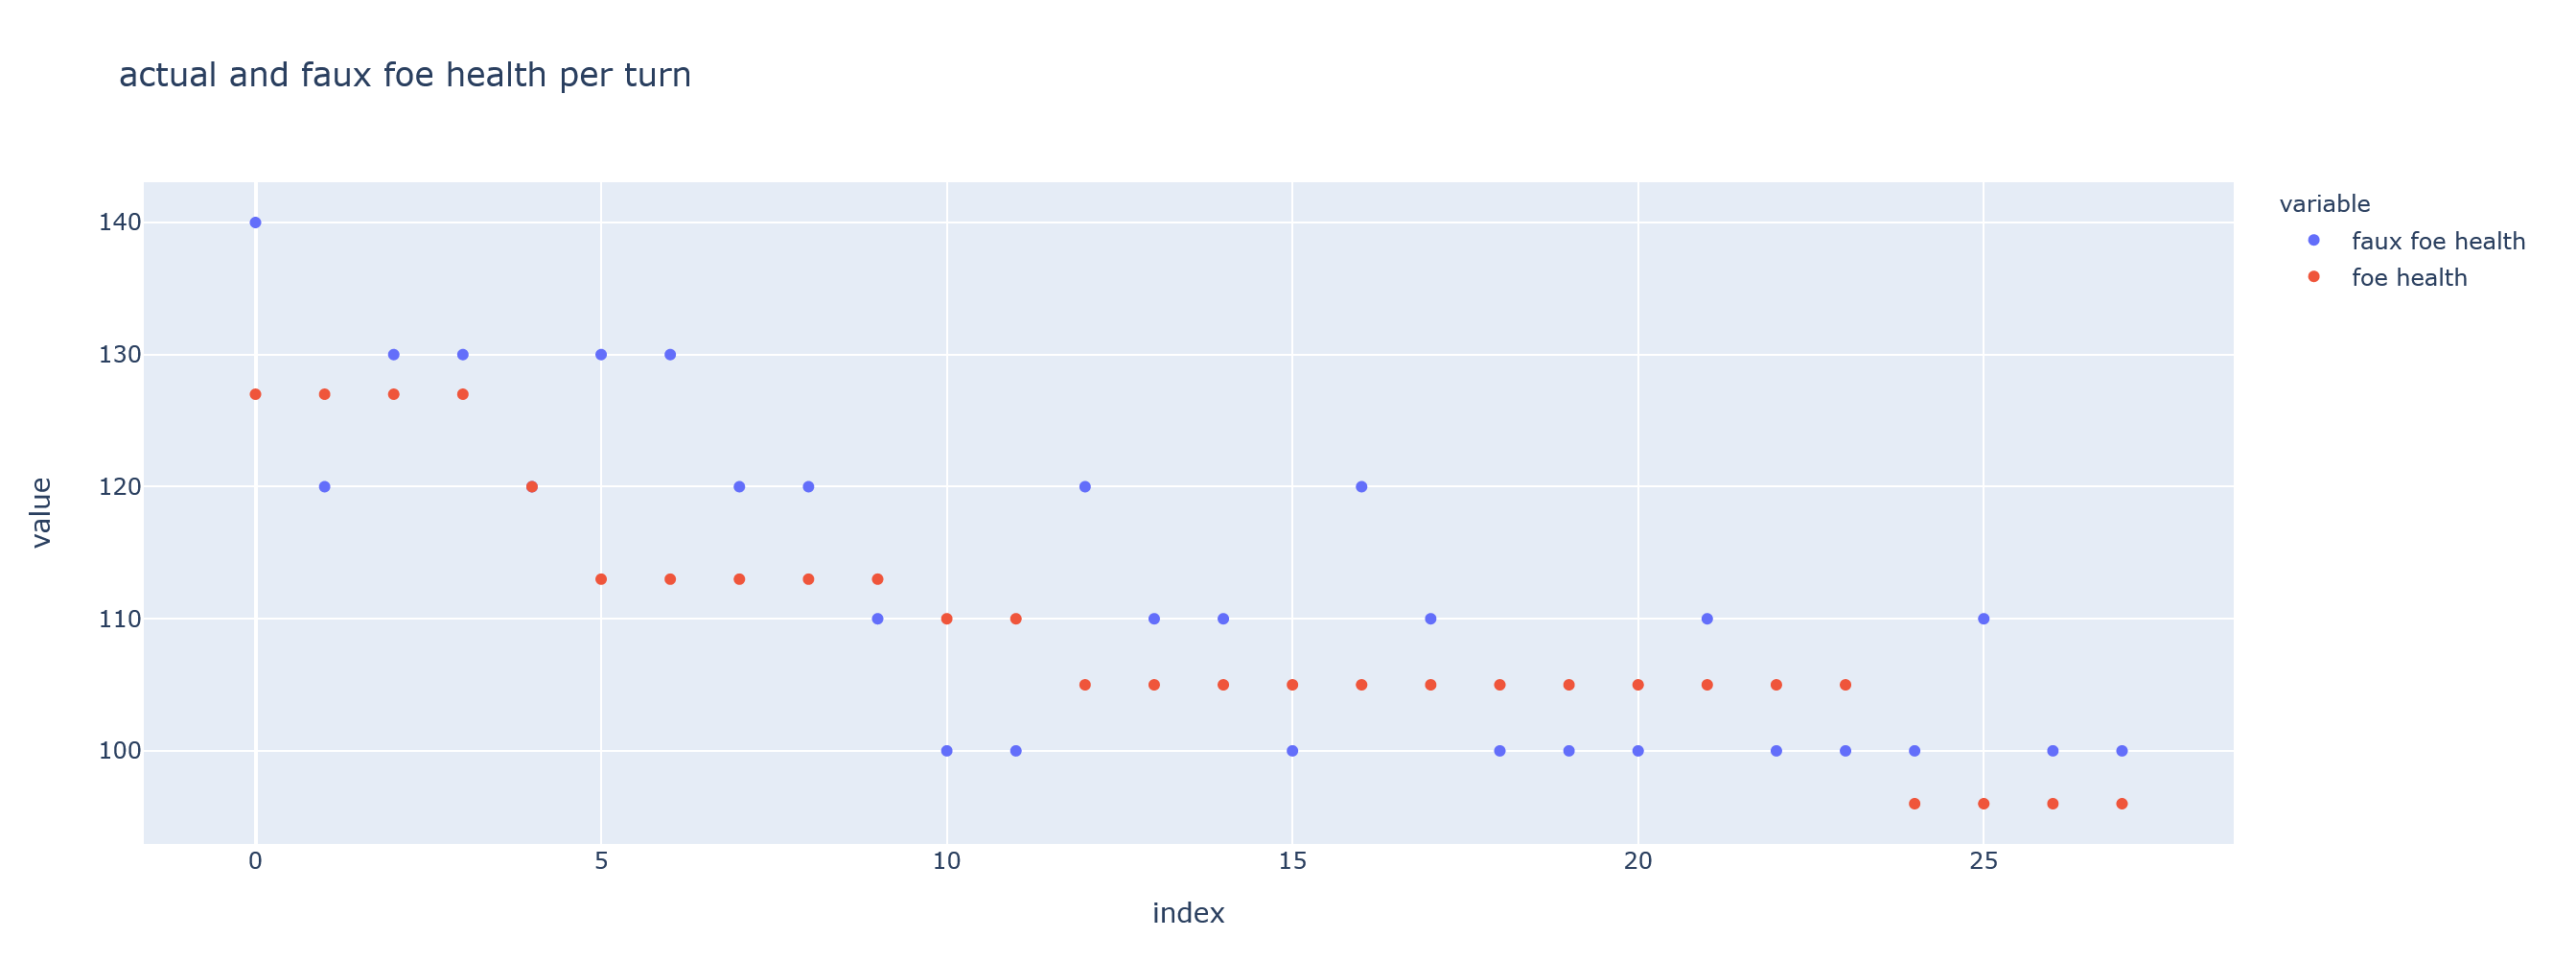 actual and faux foe health per turn
variable
faux foe health
foe health
140
130
120
110
100
value
0 5 10 15 20 25
index